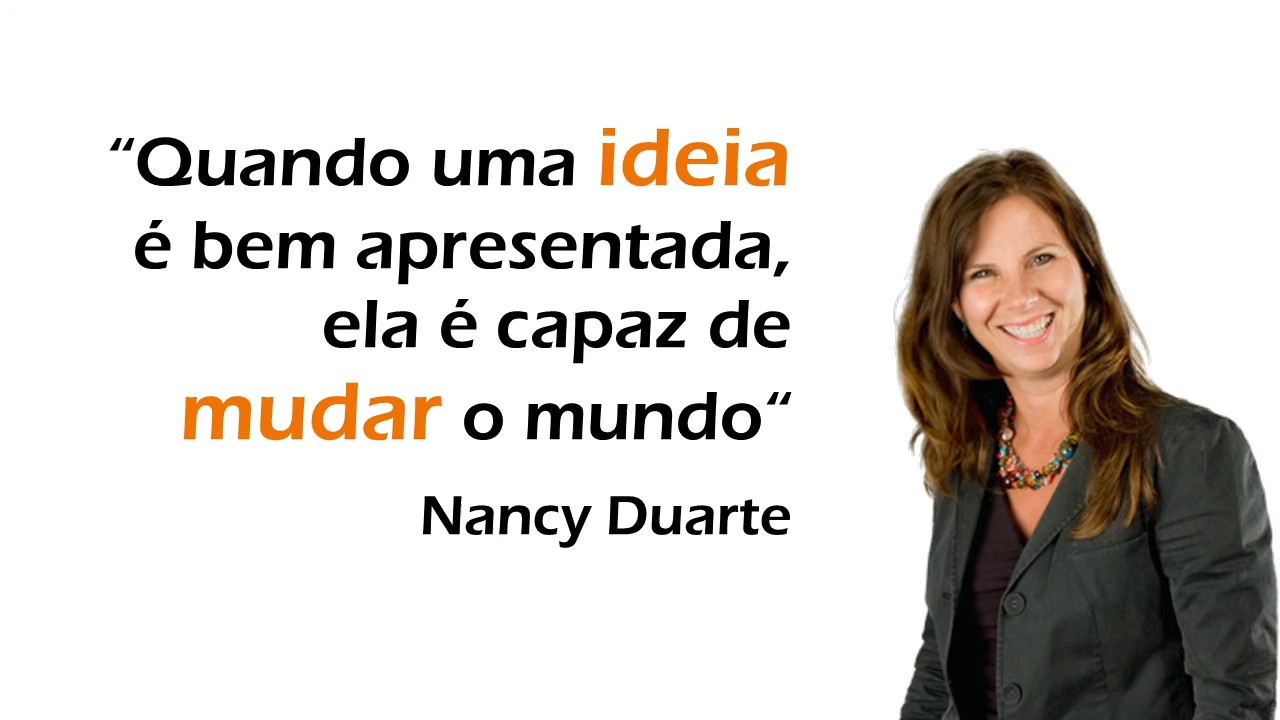 “Quando uma ideia
é bem apresentada,
ela é capaz de
mudar o mundo“
Nancy Duarte